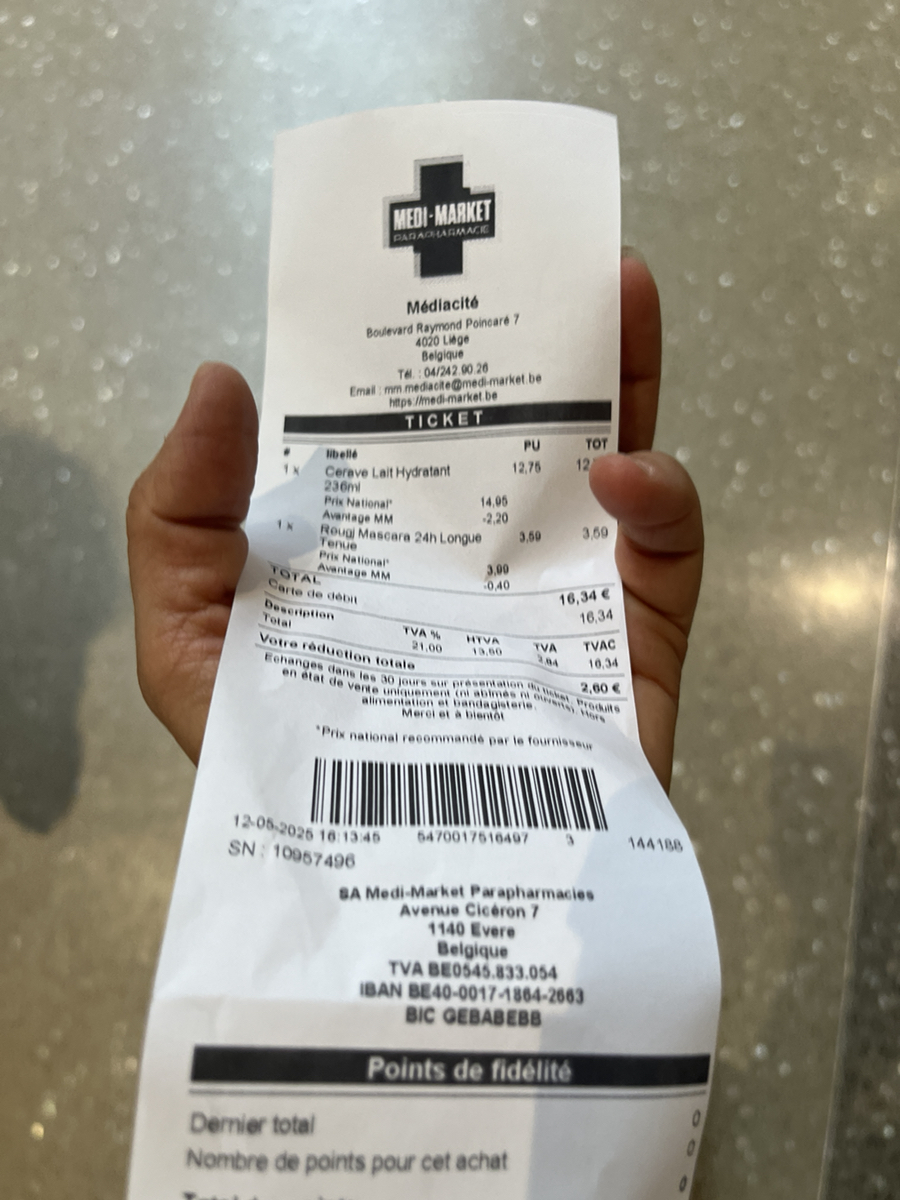 MEDI-MARKET
PARAPHARMACIE
Médiacité
Boulevard Raymond Poincaré 7
4020 Liège
Belgique
Tél. : 04/242.90.26
Email : mm.mediacite@medi-market.be
https://medi-market.be
TICKET
# libellé PU TOT
1 x Cerave Lait Hydratant 12,75 12
236ml
Prix National* 14,95
Avantage MM -2,20
1 x Rougj Mascara 24h Longue 3,59 3,59
Tenue
Prix National* 3,99
Avantage MM -0,40
TOTAL 16,34 €
Carte de débit 16,34
Description TVA % HTVA TVA TVAC
Total 21,00 13,50 2,84 16,34
Votre réduction totale 2,60 €
Echanges dans les 30 jours sur présentation du ticket. Produits
en état de vente uniquement (ni abîmés ni ouverts). Hors
alimentation et bandagisterie.
Merci et à bientôt
*Prix national recommandé par le fournisseur
12-05-2025 16:13:45 5470017516497 3 144188
SN : 10957496
SA Medi-Market Parapharmacies
Avenue Cicéron 7
1140 Evere
Belgique
TVA BE0545.833.054
IBAN BE40-0017-1864-2663
BIC GEBABEBB
Points de fidélité
Dernier total 0
Nombre de points pour cet achat 0
0